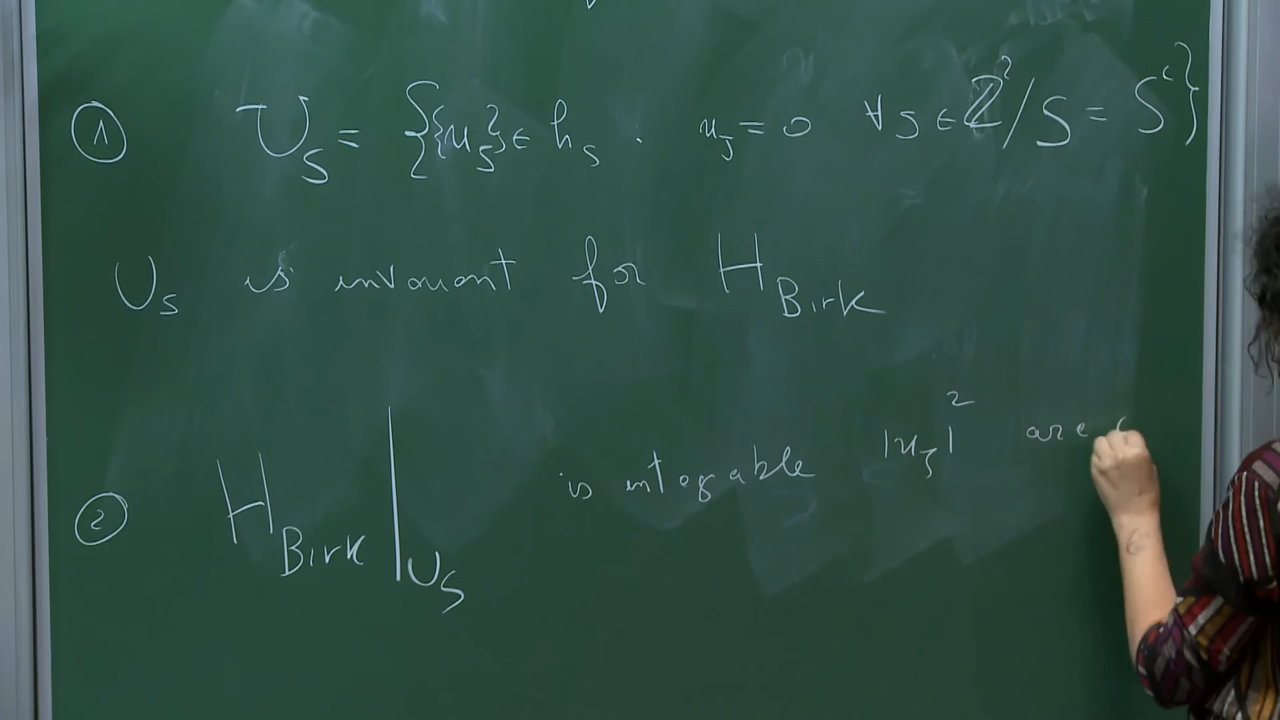 ① U_S = {{u_j} ∈ h_s . u_j = 0 ∀ j ∈ Z²/S = S^c}
U_S is invariant for H_Birk
② H_Birk|_{U_S} is integrable |u_j|² are